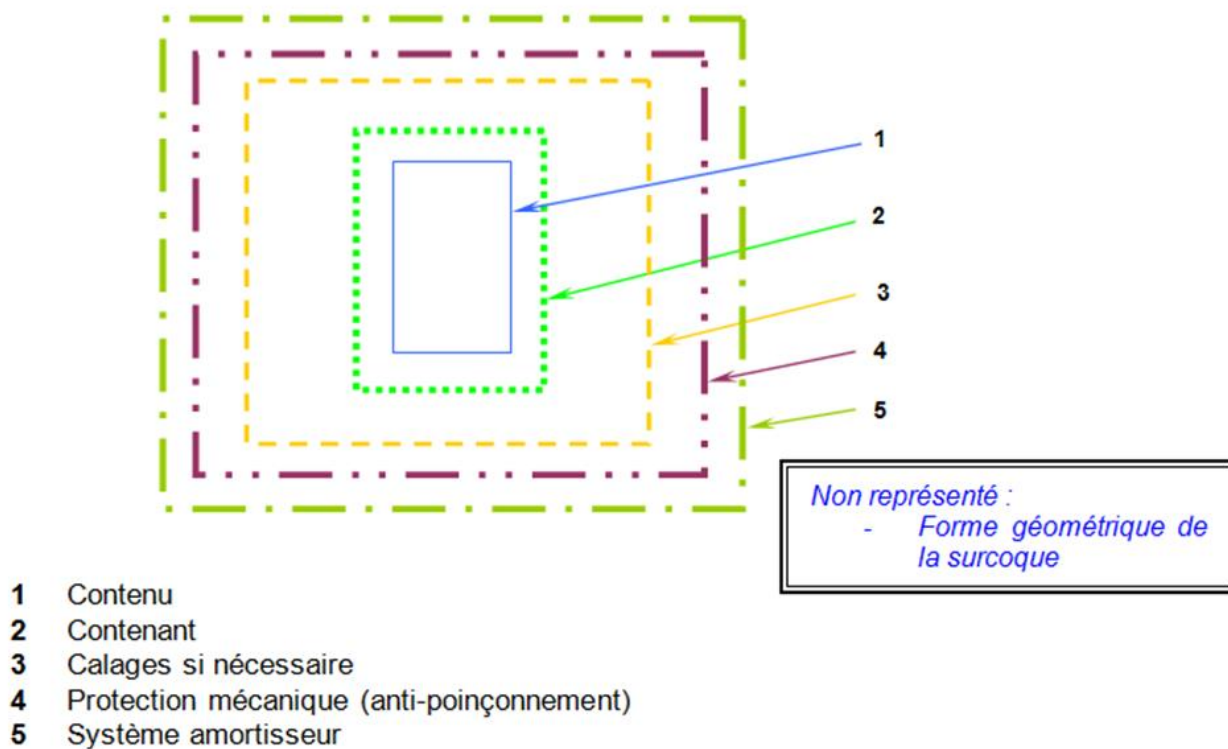 1
2
3
4
5
Non représenté :
- Forme géométrique de
la surcoque
1 Contenu
2 Contenant
3 Calages si nécessaire
4 Protection mécanique (anti-poinçonnement)
5 Système amortisseur